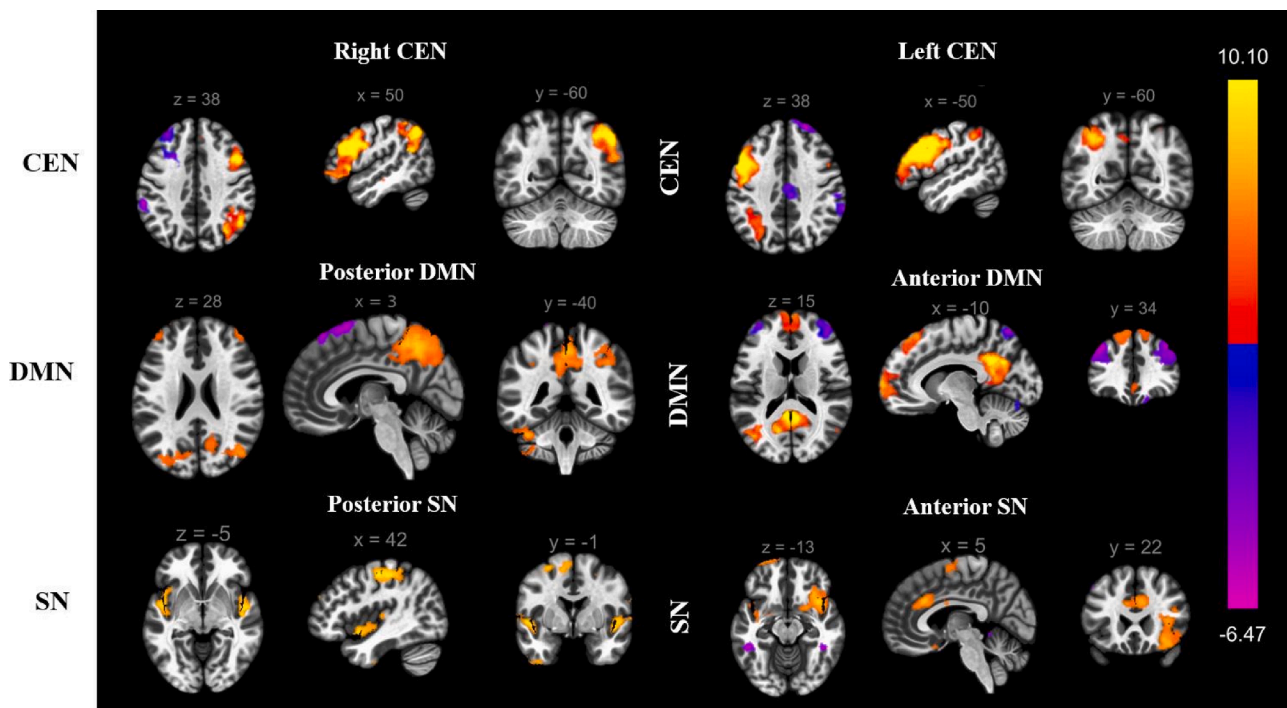 Right CEN
Left CEN
10.10
z = 38
x = 50
y = -60
z = 38
x = -50
y = -60
CEN
CEN
Posterior DMN
Anterior DMN
z = 28
x = 3
y = -40
z = 15
x = -10
y = 34
DMN
DMN
Posterior SN
Anterior SN
z = -5
x = 42
y = -1
z = -13
x = 5
y = 22
SN
SN
-6.47